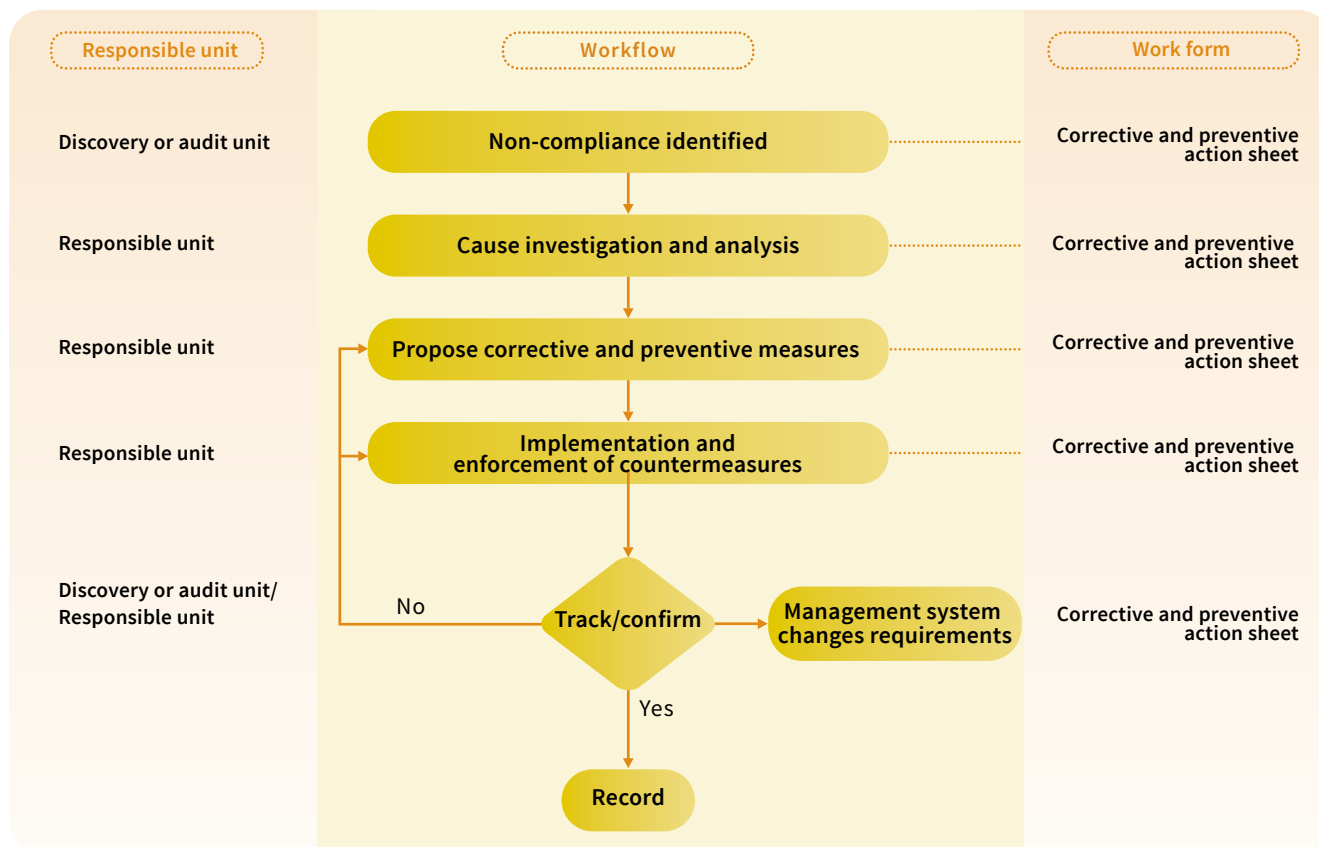 Responsible unit
Workflow
Work form
Discovery or audit unit
Non-compliance identified
Corrective and preventive
action sheet
Responsible unit
Cause investigation and analysis
Corrective and preventive
action sheet
Responsible unit
Propose corrective and preventive measures
Corrective and preventive
action sheet
Responsible unit
Implementation and
enforcement of countermeasures
Corrective and preventive
action sheet
Discovery or audit unit/
Responsible unit
No
Track/confirm
Management system
changes requirements
Corrective and preventive
action sheet
Yes
Record